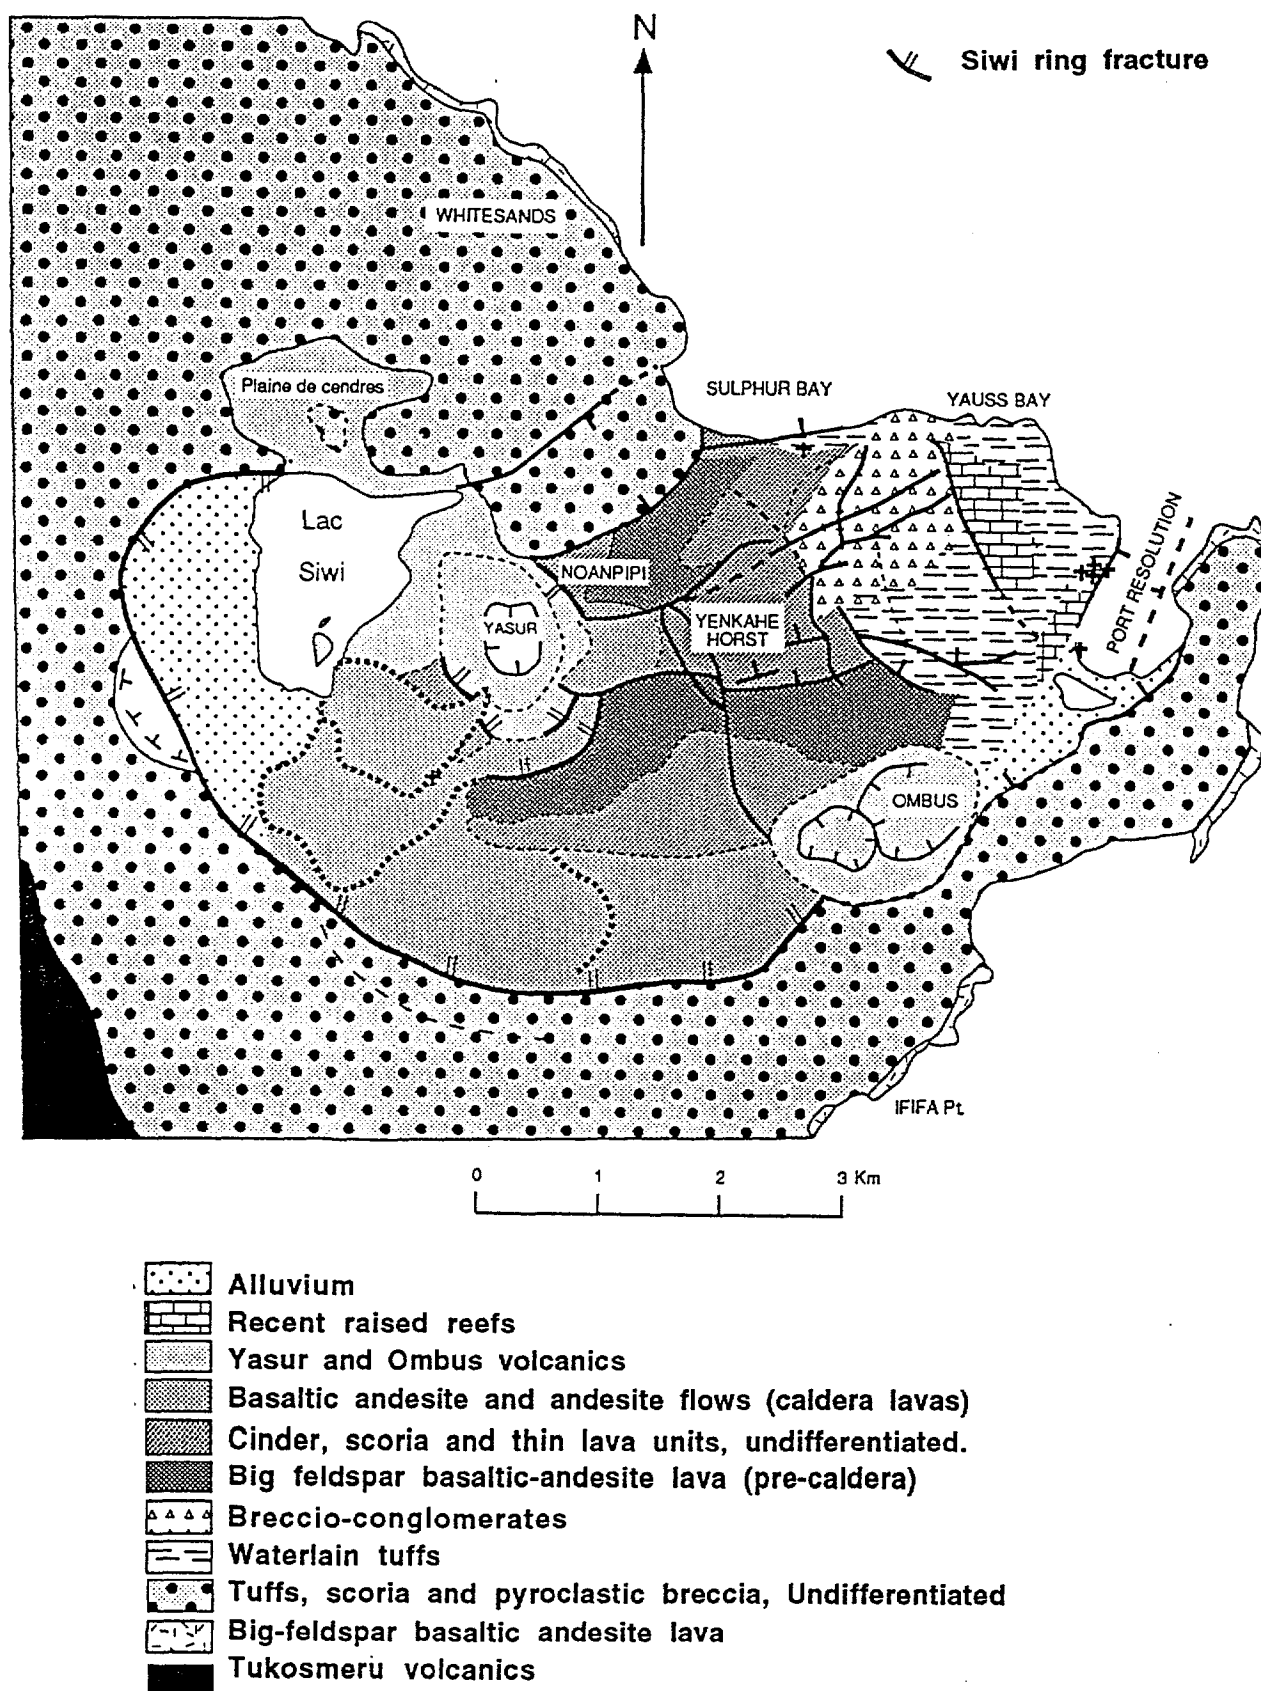 N
Siwi ring fracture
WHITESANDS
Plaine de cendres
SULPHUR BAY
YAUSS BAY
Lac
Siwi
PORT RESOLUTION
NOANPIPI
YASUR
YENKAHE
HORST
OMBUS
IFIFA Pt
0 1 2 3 Km
Alluvium
Recent raised reefs
Yasur and Ombus volcanics
Basaltic andesite and andesite flows (caldera lavas)
Cinder, scoria and thin lava units, undifferentiated.
Big feldspar basaltic-andesite lava (pre-caldera)
Breccio-conglomerates
Waterlain tuffs
Tuffs, scoria and pyroclastic breccia, Undifferentiated
Big-feldspar basaltic andesite lava
Tukosmeru volcanics